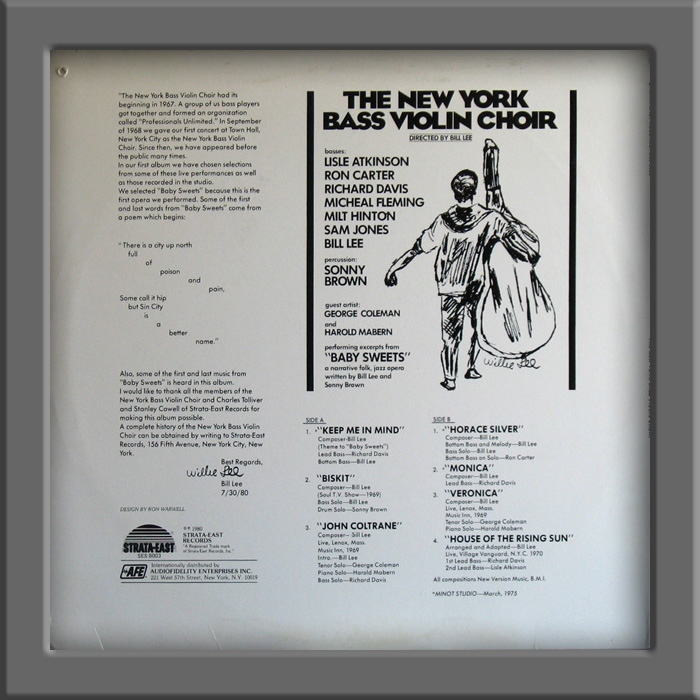 "The New York Bass Violin Choir had its
beginning in 1967. A group of us bass players
got together and formed an organization
called "Professionals Unlimited." In September
of 1968 we gave our first concert at Town Hall,
New York City as the New York Bass Violin
Choir. Since then, we have appeared before
the public many times.
In our first album we have chosen selections
from some of these live performances as well
as those recorded in the studio.
We selected "Baby Sweets" because this is the
first opera we performed. Some of the first
and last words from "Baby Sweets" come from
a poem which begins:
"There is a city up north
full
of
poison
and
pain,
Some call it hip
but Sin City
is
a
better
name."
Also, some of the first and last music from
"Baby Sweets" is heard in this album.
I would like to thank all the members of the
New York Bass Violin Choir and Charles Tolliver
and Stanley Cowell of Strata-East Records for
making this album possible.
A complete history of the New York Bass Violin
Choir can be obtained by writing to Strata-East
Records, 156 Fifth Avenue, New York City, New
York.
Best Regards,
Willie Lee
Bill Lee
7/30/80
DESIGN BY RON WARWELL
STRATA-EAST
SES 8003
℗ © 1980
STRATA-EAST
RECORDS
"A Registered Trade mark
of Strata-East Records, Inc."
AFE
Internationally distributed by
AUDIOFIDELITY ENTERPRISES INC.
221 West 57th Street, New York, N.Y. 10019
THE NEW YORK
BASS VIOLIN CHOIR
DIRECTED BY BILL LEE
basses:
LISLE ATKINSON
RON CARTER
RICHARD DAVIS
MICHEAL FLEMING
MILT HINTON
SAM JONES
BILL LEE
percussion:
SONNY
BROWN
guest artist:
GEORGE COLEMAN
and
HAROLD MABERN
performing excerpts from
"BABY SWEETS"
a narrative folk, jazz opera
written by Bill Lee and
Sonny Brown
Willie Lee
SIDE A
1. *"KEEP ME IN MIND"
Composer-Bill Lee
(Theme to "Baby Sweets")
Lead Bass—Richard Davis
Bottom Bass—Bill Lee
2. "BISKIT"
Composer—Bill Lee
(Soul T.V. Show—1969)
Bass Solo—Bill Lee
Drum Solo—Sonny Brown
3. "JOHN COLTRANE"
Composer—Bill Lee
Live, Lenox, Mass.
Music Inn, 1969
Intro.—Bill Lee
Tenor Solo—George Coleman
Piano Solo—Harold Mabern
Bass Solo—Richard Davis
SIDE B
1. *"HORACE SILVER"
Composer—Bill Lee
Bottom Bass and Melody—Bill Lee
Bass Solo—Bill Lee
Bottom Bass on Solo—Ron Carter
2. *"MONICA"
Composer—Bill Lee
Lead Bass—Richard Davis
3. "VERONICA"
Composer—Bill Lee
Live, Lenox, Mass.
Music Inn, 1969
Tenor Solo—George Coleman
Piano Solo—Harold Mabern
4. "HOUSE OF THE RISING SUN"
Arranged and Adapted—Bill Lee
Live, Village Vanguard, N.Y.C. 1970
1st Lead Bass—Richard Davis
2nd Lead Bass—Lisle Atkinson
All compositions New Version Music, B.M.I.
*MINOT STUDIO—March, 1975